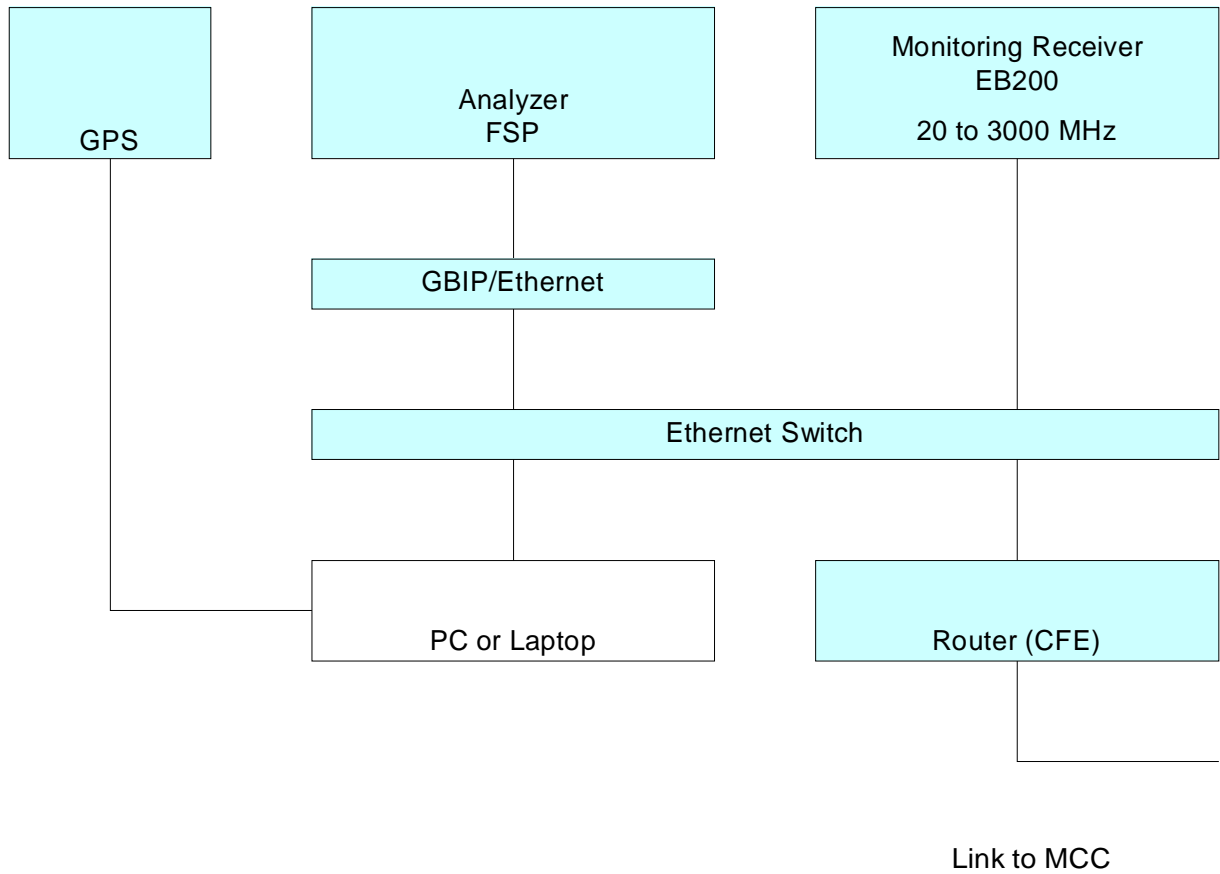 GPS
Analyzer
FSP
Monitoring Receiver
EB200
20 to 3000 MHz
GBIP/Ethernet
Ethernet Switch
PC or Laptop
Router (CFE)
Link to MCC